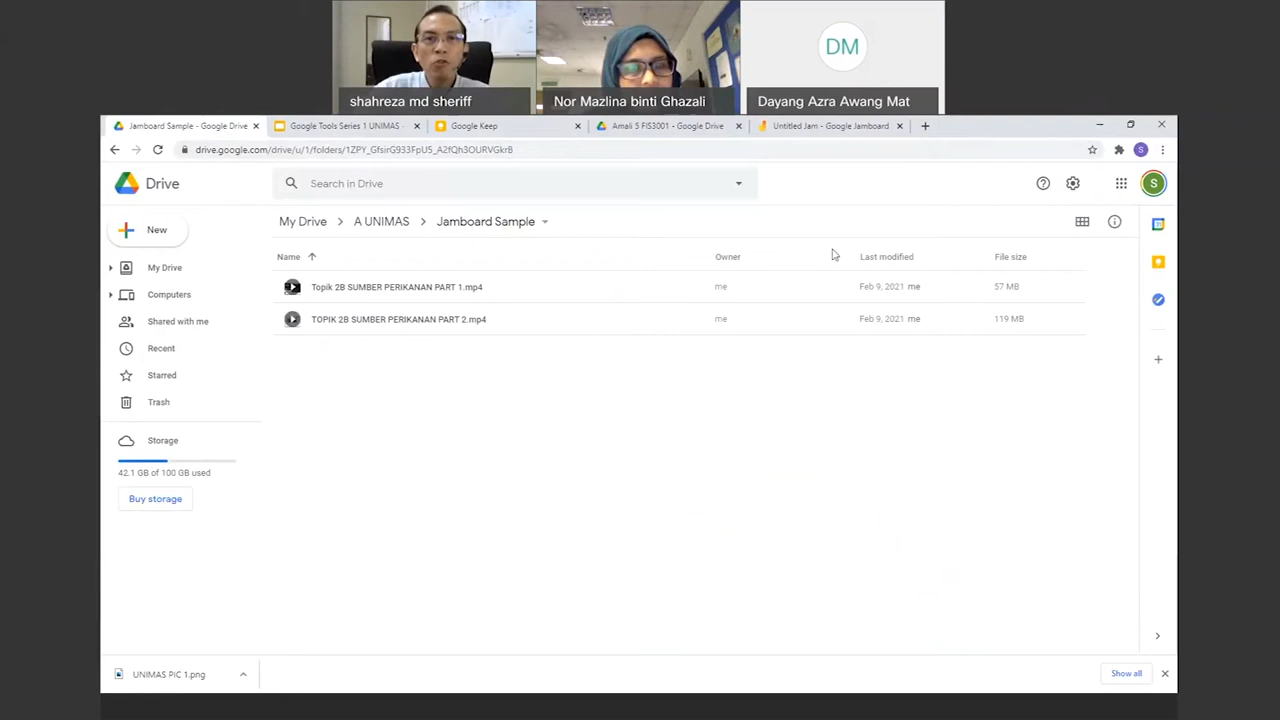 DM
shahreza md sheriff
Nor Mazlina binti Ghazali
Dayang Azra Awang Mat
Jamboard Sample - Google Drive
Google Tools Series 1 UNIMAS -
Google Keep
Amali 5 FIS3001 - Google Drive
Untitled Jam - Google Jamboard
drive.google.com/drive/u/1/folders/1ZPY_GfsirG933FpU5_A2fQh3OURVGkrB
S
Drive
Search in Drive
S
New
My Drive
A UNIMAS
Jamboard Sample
Name
Owner
Last modified
File size
Topik 2B SUMBER PERIKANAN PART 1.mp4
me
Feb 9, 2021 me
57 MB
TOPIK 2B SUMBER PERIKANAN PART 2.mp4
me
Feb 9, 2021 me
119 MB
My Drive
Computers
Shared with me
Recent
Starred
Trash
Storage
42.1 GB of 100 GB used
Buy storage
UNIMAS PIC 1.png
Show all